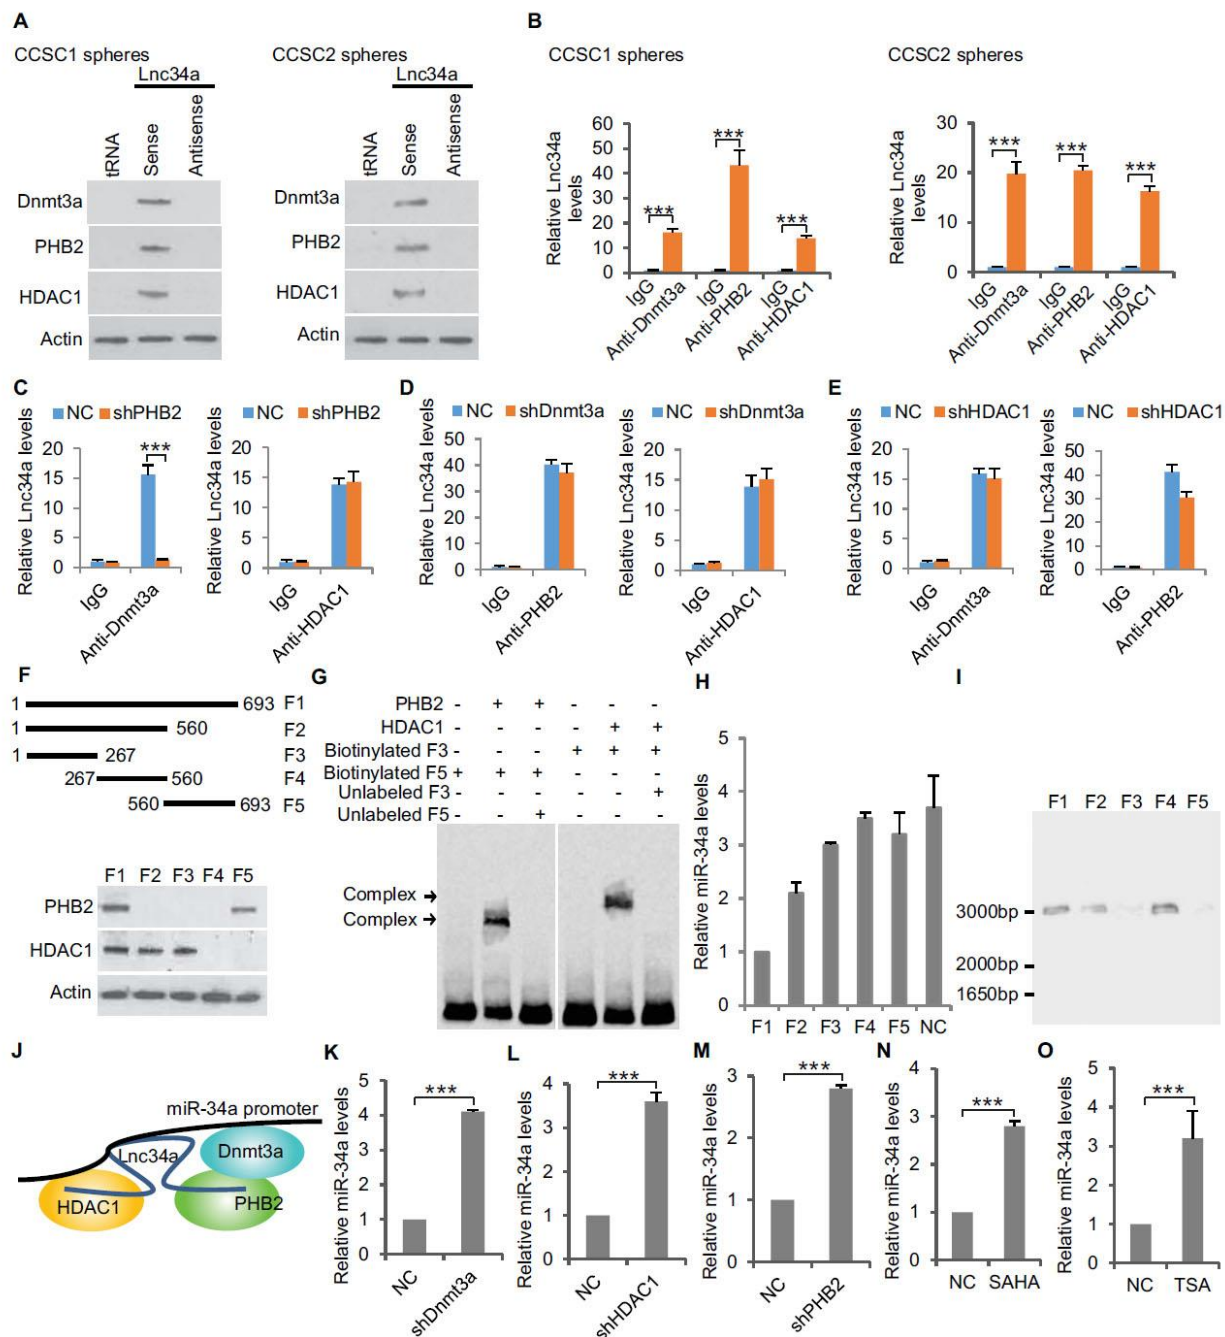 A
CCSC1 spheres
Lnc34a
tRNA
Sense
Antisense
Dnmt3a
PHB2
HDAC1
Actin
CCSC2 spheres
Lnc34a
tRNA
Sense
Antisense
Dnmt3a
PHB2
HDAC1
Actin
B
CCSC1 spheres
Relative Lnc34a
levels
60
50
40
30
20
10
0
***
***
***
IgG
Anti-Dnmt3a
IgG
Anti-PHB2
IgG
Anti-HDAC1
CCSC2 spheres
Relative Lnc34a
levels
30
20
10
0
***
***
***
IgG
Anti-Dnmt3a
IgG
Anti-PHB2
IgG
Anti-HDAC1
C
NC shPHB2
Relative Lnc34a levels
20
15
10
5
0
***
IgG
Anti-Dnmt3a
NC shPHB2
Relative Lnc34a levels
20
15
10
5
0
IgG
Anti-HDAC1
D
NC shDnmt3a
Relative Lnc34a levels
50
40
30
20
10
0
IgG
Anti-PHB2
NC shDnmt3a
Relative Lnc34a levels
20
15
10
5
0
IgG
Anti-HDAC1
E
NC shHDAC1
Relative Lnc34a levels
20
15
10
5
0
IgG
Anti-Dnmt3a
NC shHDAC1
Relative Lnc34a levels
50
40
30
20
10
0
IgG
Anti-PHB2
F
1 693 F1
1 560 F2
1 267 F3
267 560 F4
560 693 F5
F1 F2 F3 F4 F5
PHB2
HDAC1
Actin
G
PHB2 - + + - - -
HDAC1 - - - - + +
Biotinylated F3 - - - + + +
Biotinylated F5 + + + - - -
Unlabeled F3 - - - - - +
Unlabeled F5 - - + - - -
Complex
Complex
H
Relative miR-34a levels
5
4
3
2
1
0
F1 F2 F3 F4 F5 NC
I
F1 F2 F3 F4 F5
3000bp
2000bp
1650bp
J
miR-34a promoter
Lnc34a
Dnmt3a
HDAC1
PHB2
K
Relative miR-34a levels
5
4
3
2
1
0
***
NC
shDnmt3a
L
Relative miR-34a levels
4
3
2
1
0
***
NC
shHDAC1
M
Relative miR-34a levels
3
2
1
0
***
NC
shPHB2
N
Relative miR-34a levels
4
3
2
1
0
***
NC SAHA
O
Relative miR-34a levels
5
4
3
2
1
0
***
NC TSA